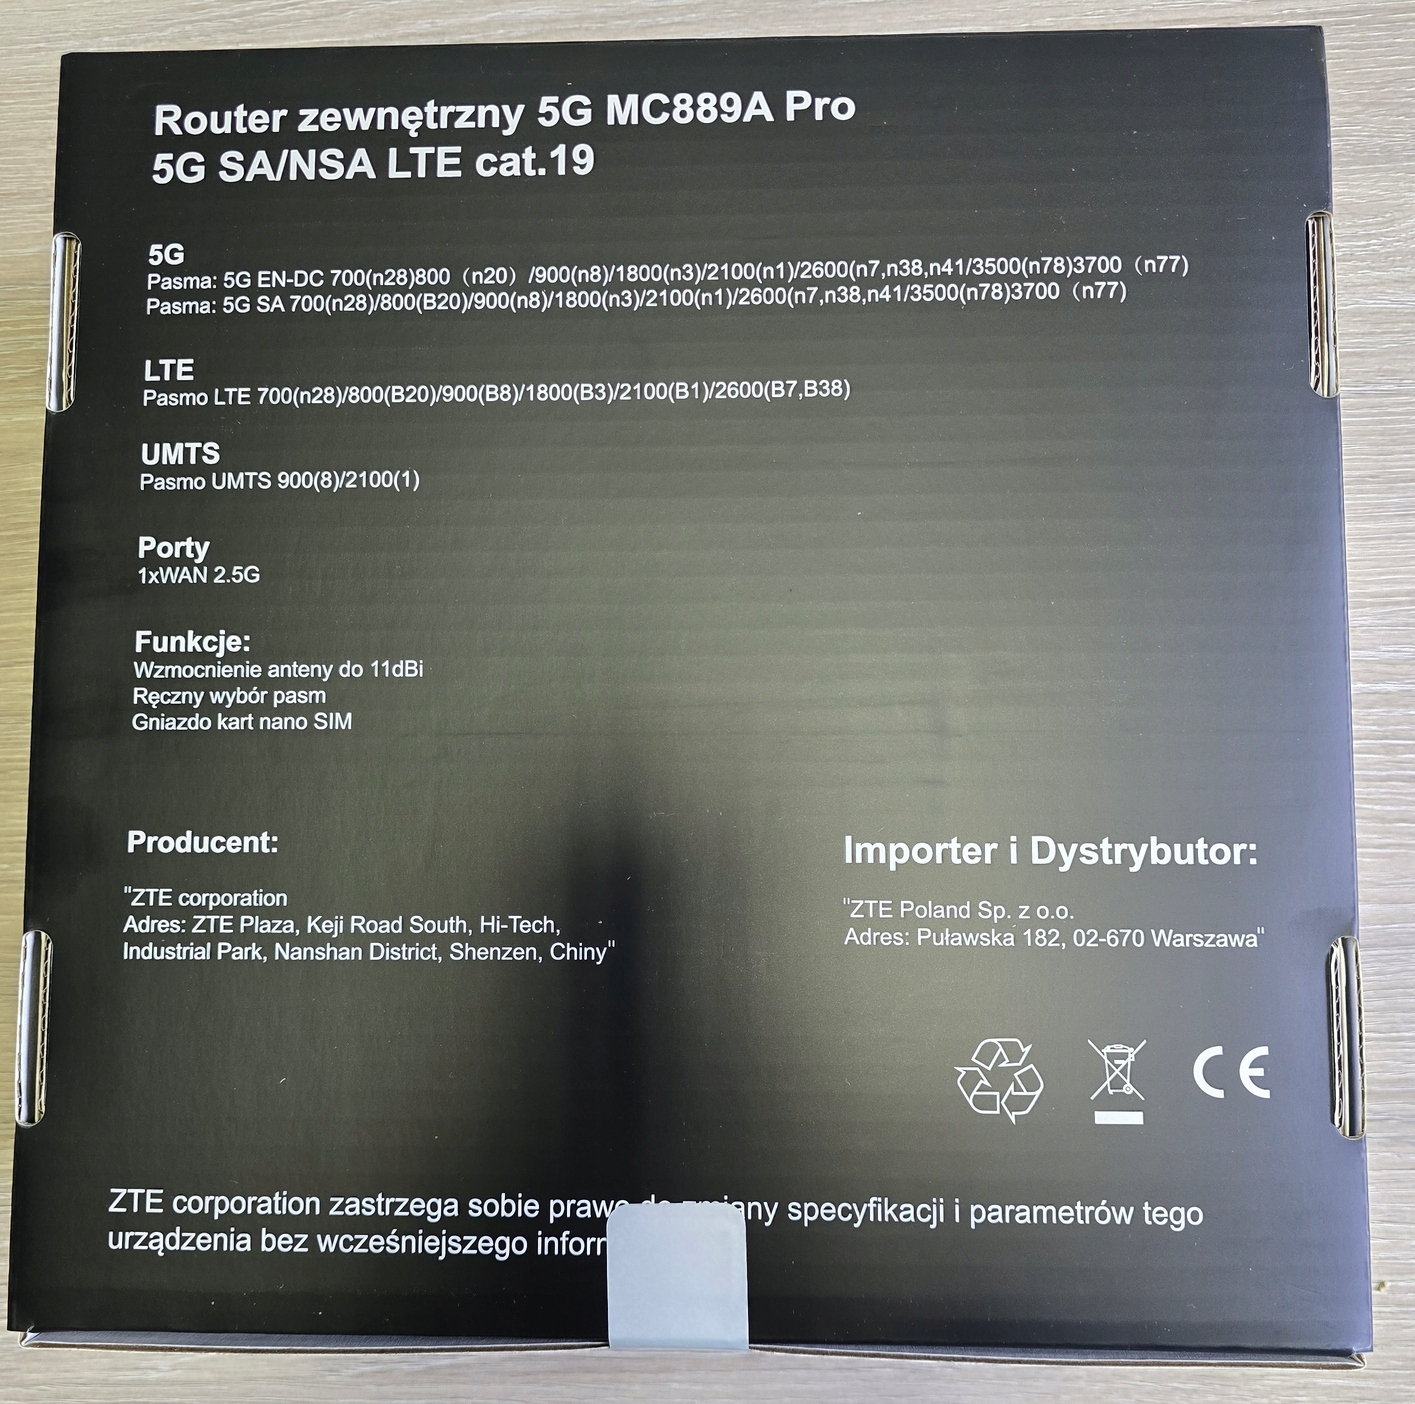 Router zewnętrzny 5G MC889A Pro
5G SA/NSA LTE cat.19
5G
Pasma: 5G EN-DC 700(n28)800（n20）/900(n8)/1800(n3)/2100(n1)/2600(n7,n38,n41/3500(n78)3700（n77)
Pasma: 5G SA 700(n28)/800(B20)/900(n8)/1800(n3)/2100(n1)/2600(n7,n38,n41/3500(n78)3700（n77)
LTE
Pasmo LTE 700(n28)/800(B20)/900(B8)/1800(B3)/2100(B1)/2600(B7,B38)
UMTS
Pasmo UMTS 900(8)/2100(1)
Porty
1xWAN 2.5G
Funkcje:
Wzmocnienie anteny do 11dBi
Ręczny wybór pasm
Gniazdo kart nano SIM
Producent:
"ZTE corporation
Adres: ZTE Plaza, Keji Road South, Hi-Tech,
Industrial Park, Nanshan District, Shenzen, Chiny"
Importer i Dystrybutor:
"ZTE Poland Sp. z o.o.
Adres: Puławska 182, 02-670 Warszawa"
CE
ZTE corporation zastrzega sobie prawo do zmiany specyfikacji i parametrów tego
urządzenia bez wcześniejszego